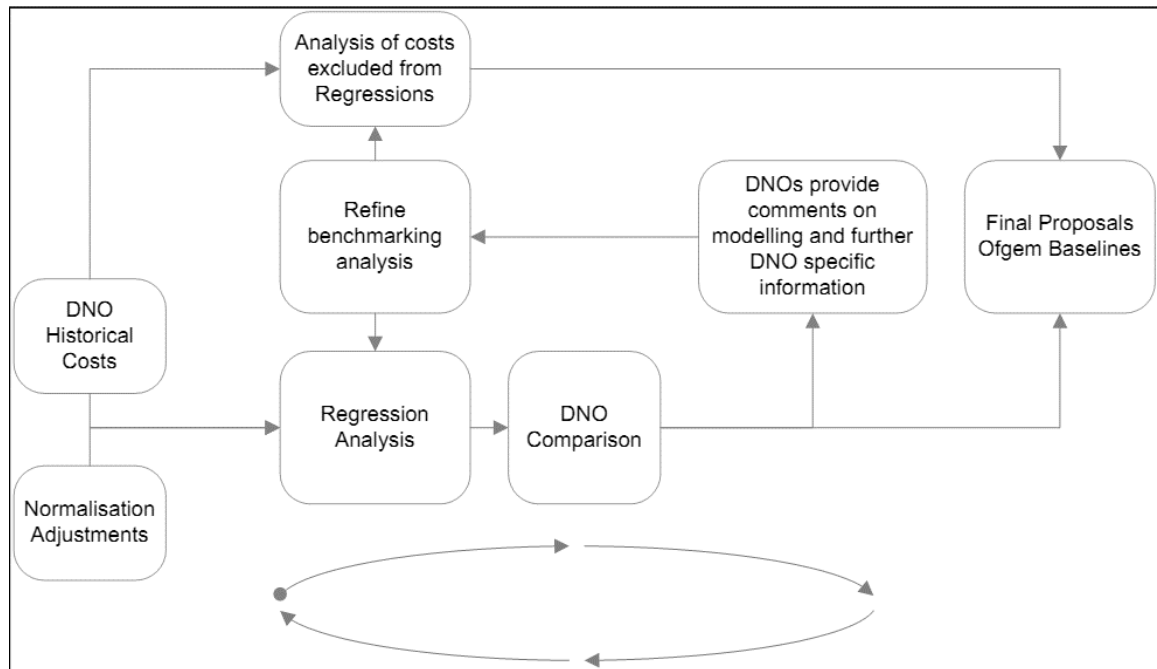 Analysis of costs
excluded from
Regressions
Refine
benchmarking
analysis
DNOs provide
comments on
modelling and further
DNO specific
information
Final Proposals
Ofgem Baselines
DNO
Historical
Costs
Regression
Analysis
DNO
Comparison
Normalisation
Adjustments